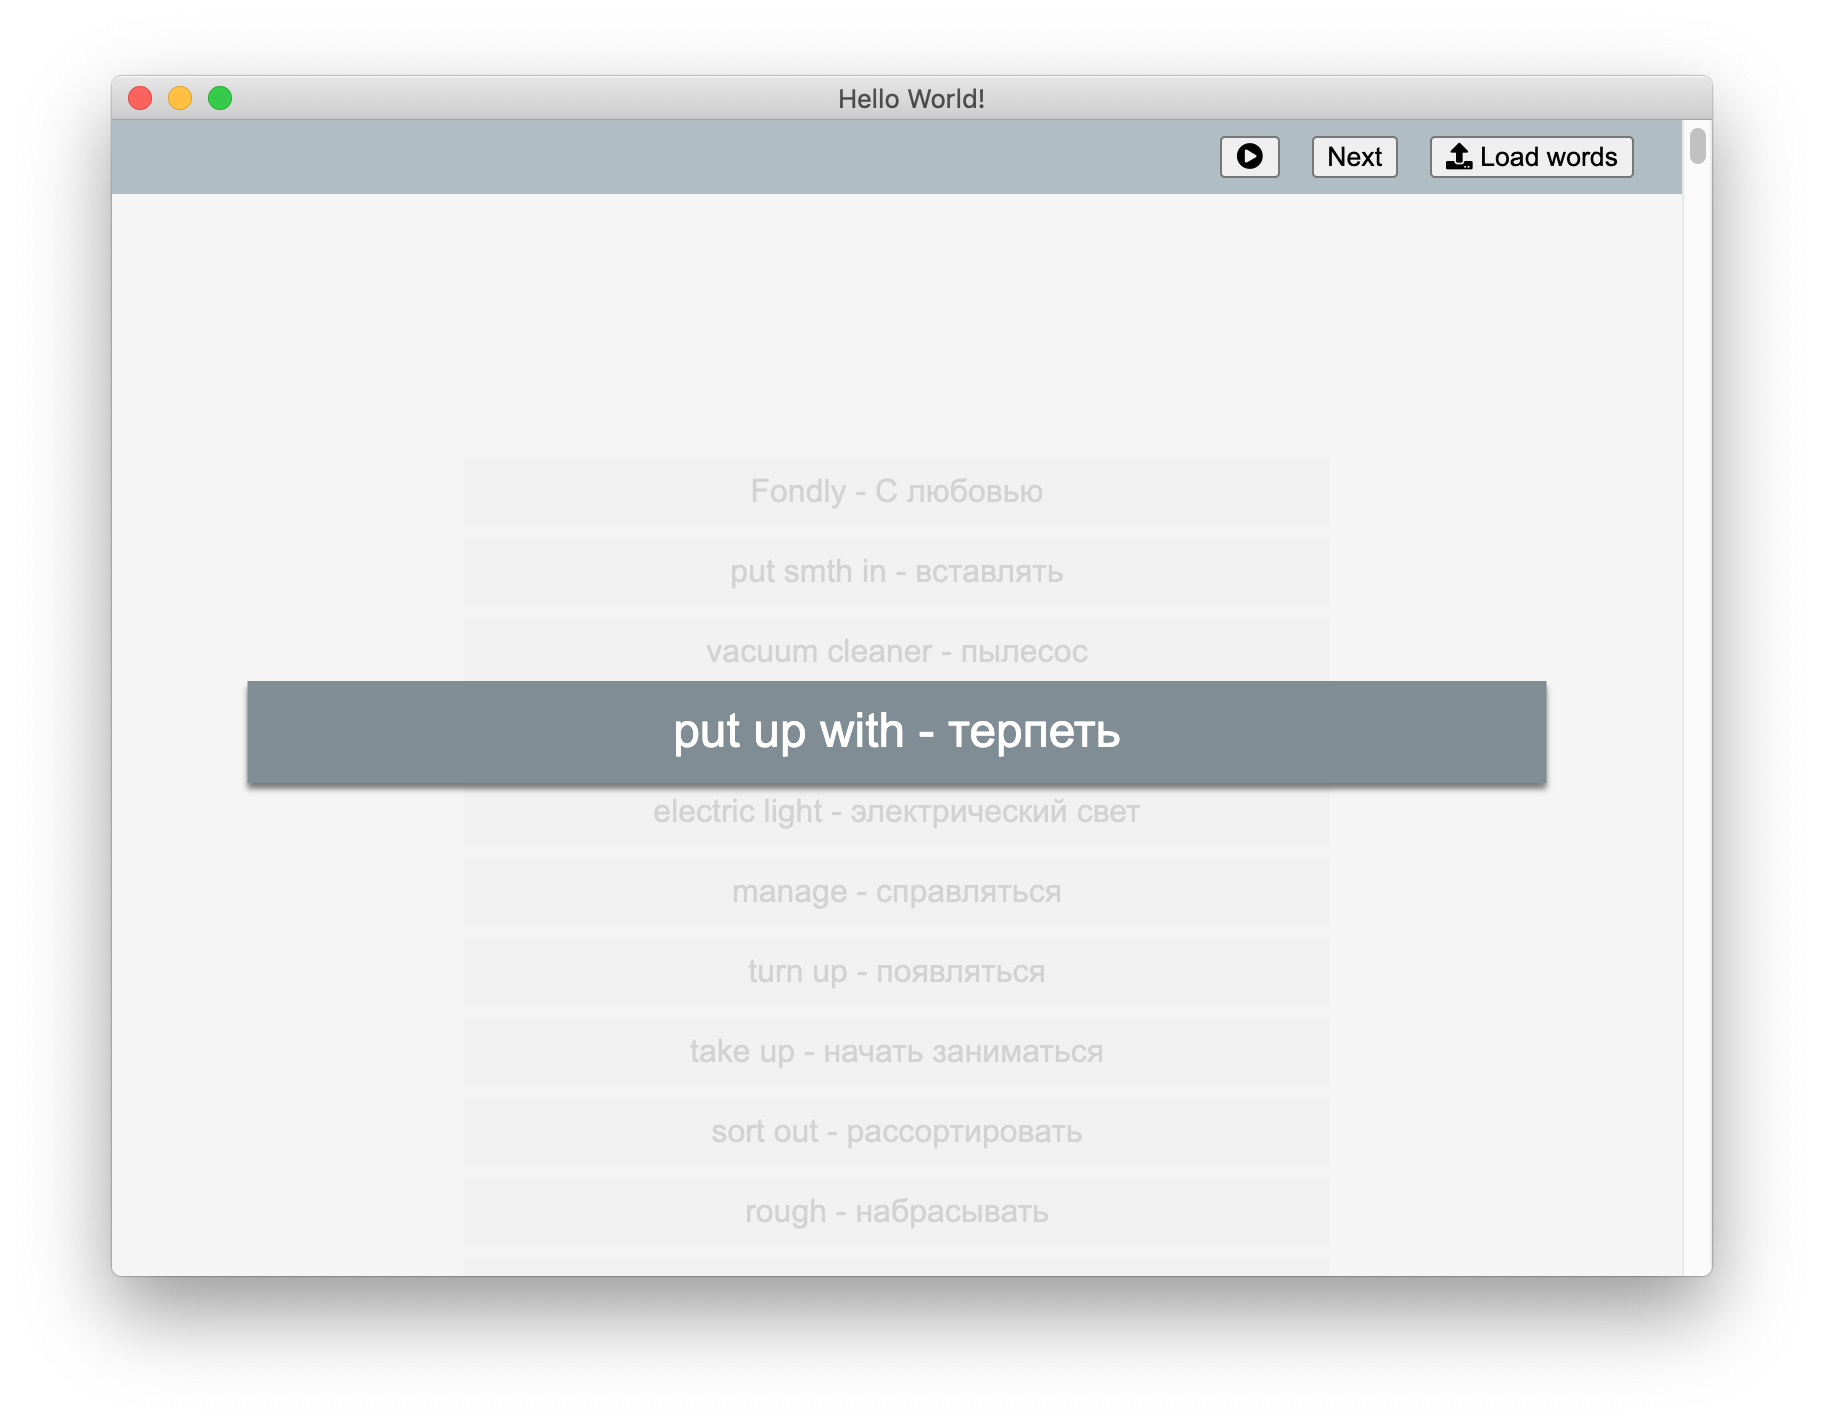 Hello World!
Next
Load words
Fondly - С любовью
put smth in - вставлять
vacuum cleaner - пылесос
put up with - терпеть
electric light - электрический свет
manage - справляться
turn up - появляться
take up - начать заниматься
sort out - рассортировать
rough - набрасывать